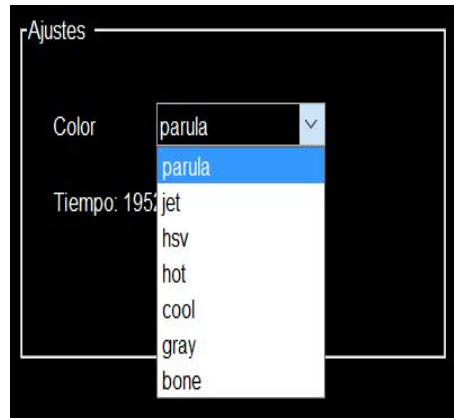 Ajustes
Color parula
parula
Tiempo: 195 jet
hsv
hot
cool
gray
bone